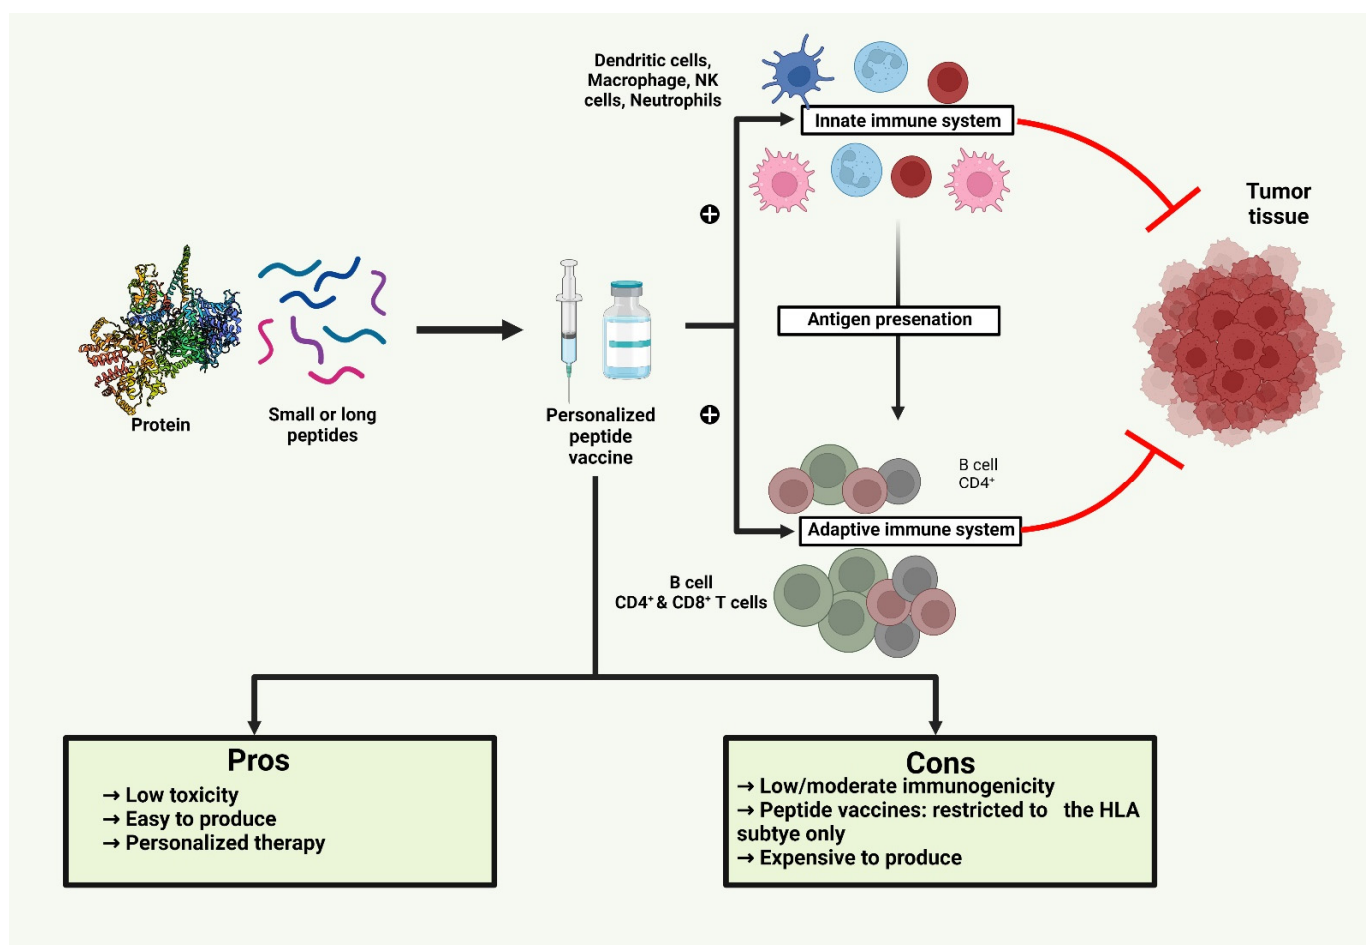 Dendritic cells,
Macrophage, NK
cells, Neutrophils
Innate immune system
Tumor
tissue
Antigen presenation
Protein
Small or long
peptides
Personalized
peptide
vaccine
B cell
CD4⁺
Adaptive immune system
B cell
CD4⁺ & CD8⁺ T cells
Pros
→ Low toxicity
→ Easy to produce
→ Personalized therapy
Cons
→ Low/moderate immunogenicity
→ Peptide vaccines: restricted to the HLA
subtye only
→ Expensive to produce